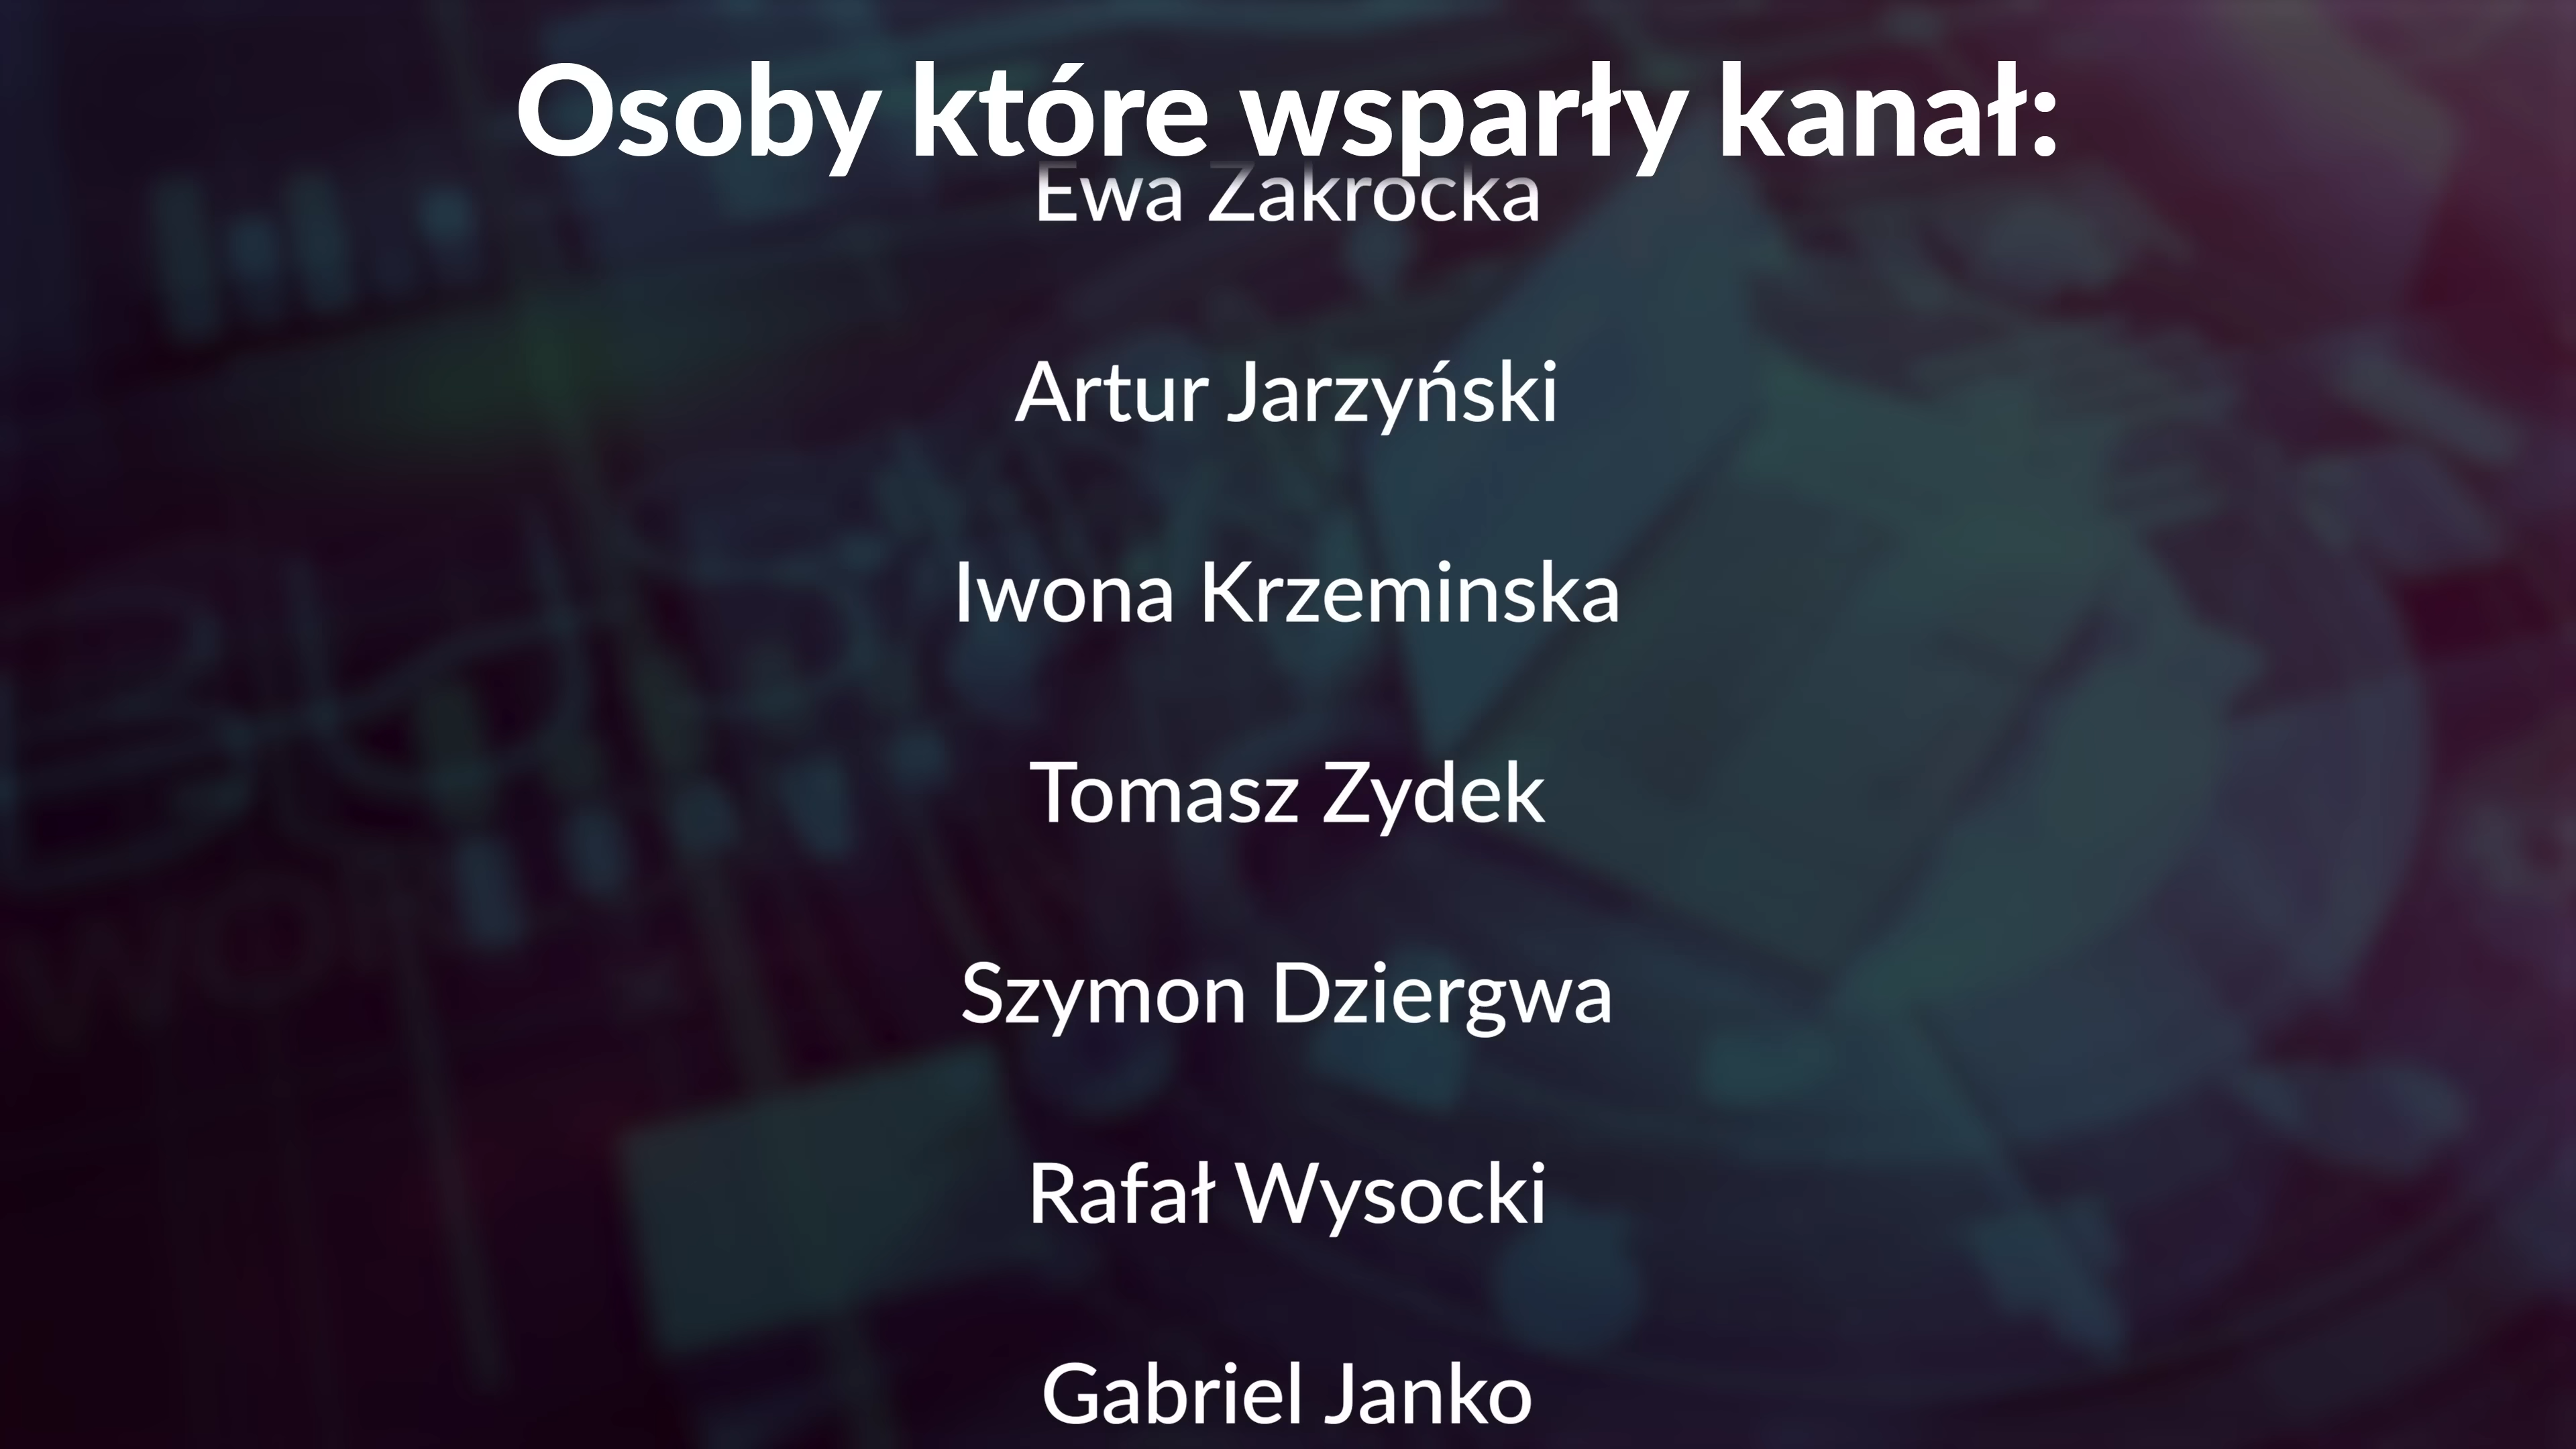 Osoby które wsparły kanał:
Ewa Zakrocka
Artur Jarzyński
Iwona Krzeminska
Tomasz Zydek
Szymon Dziergwa
Rafał Wysocki
Gabriel Janko